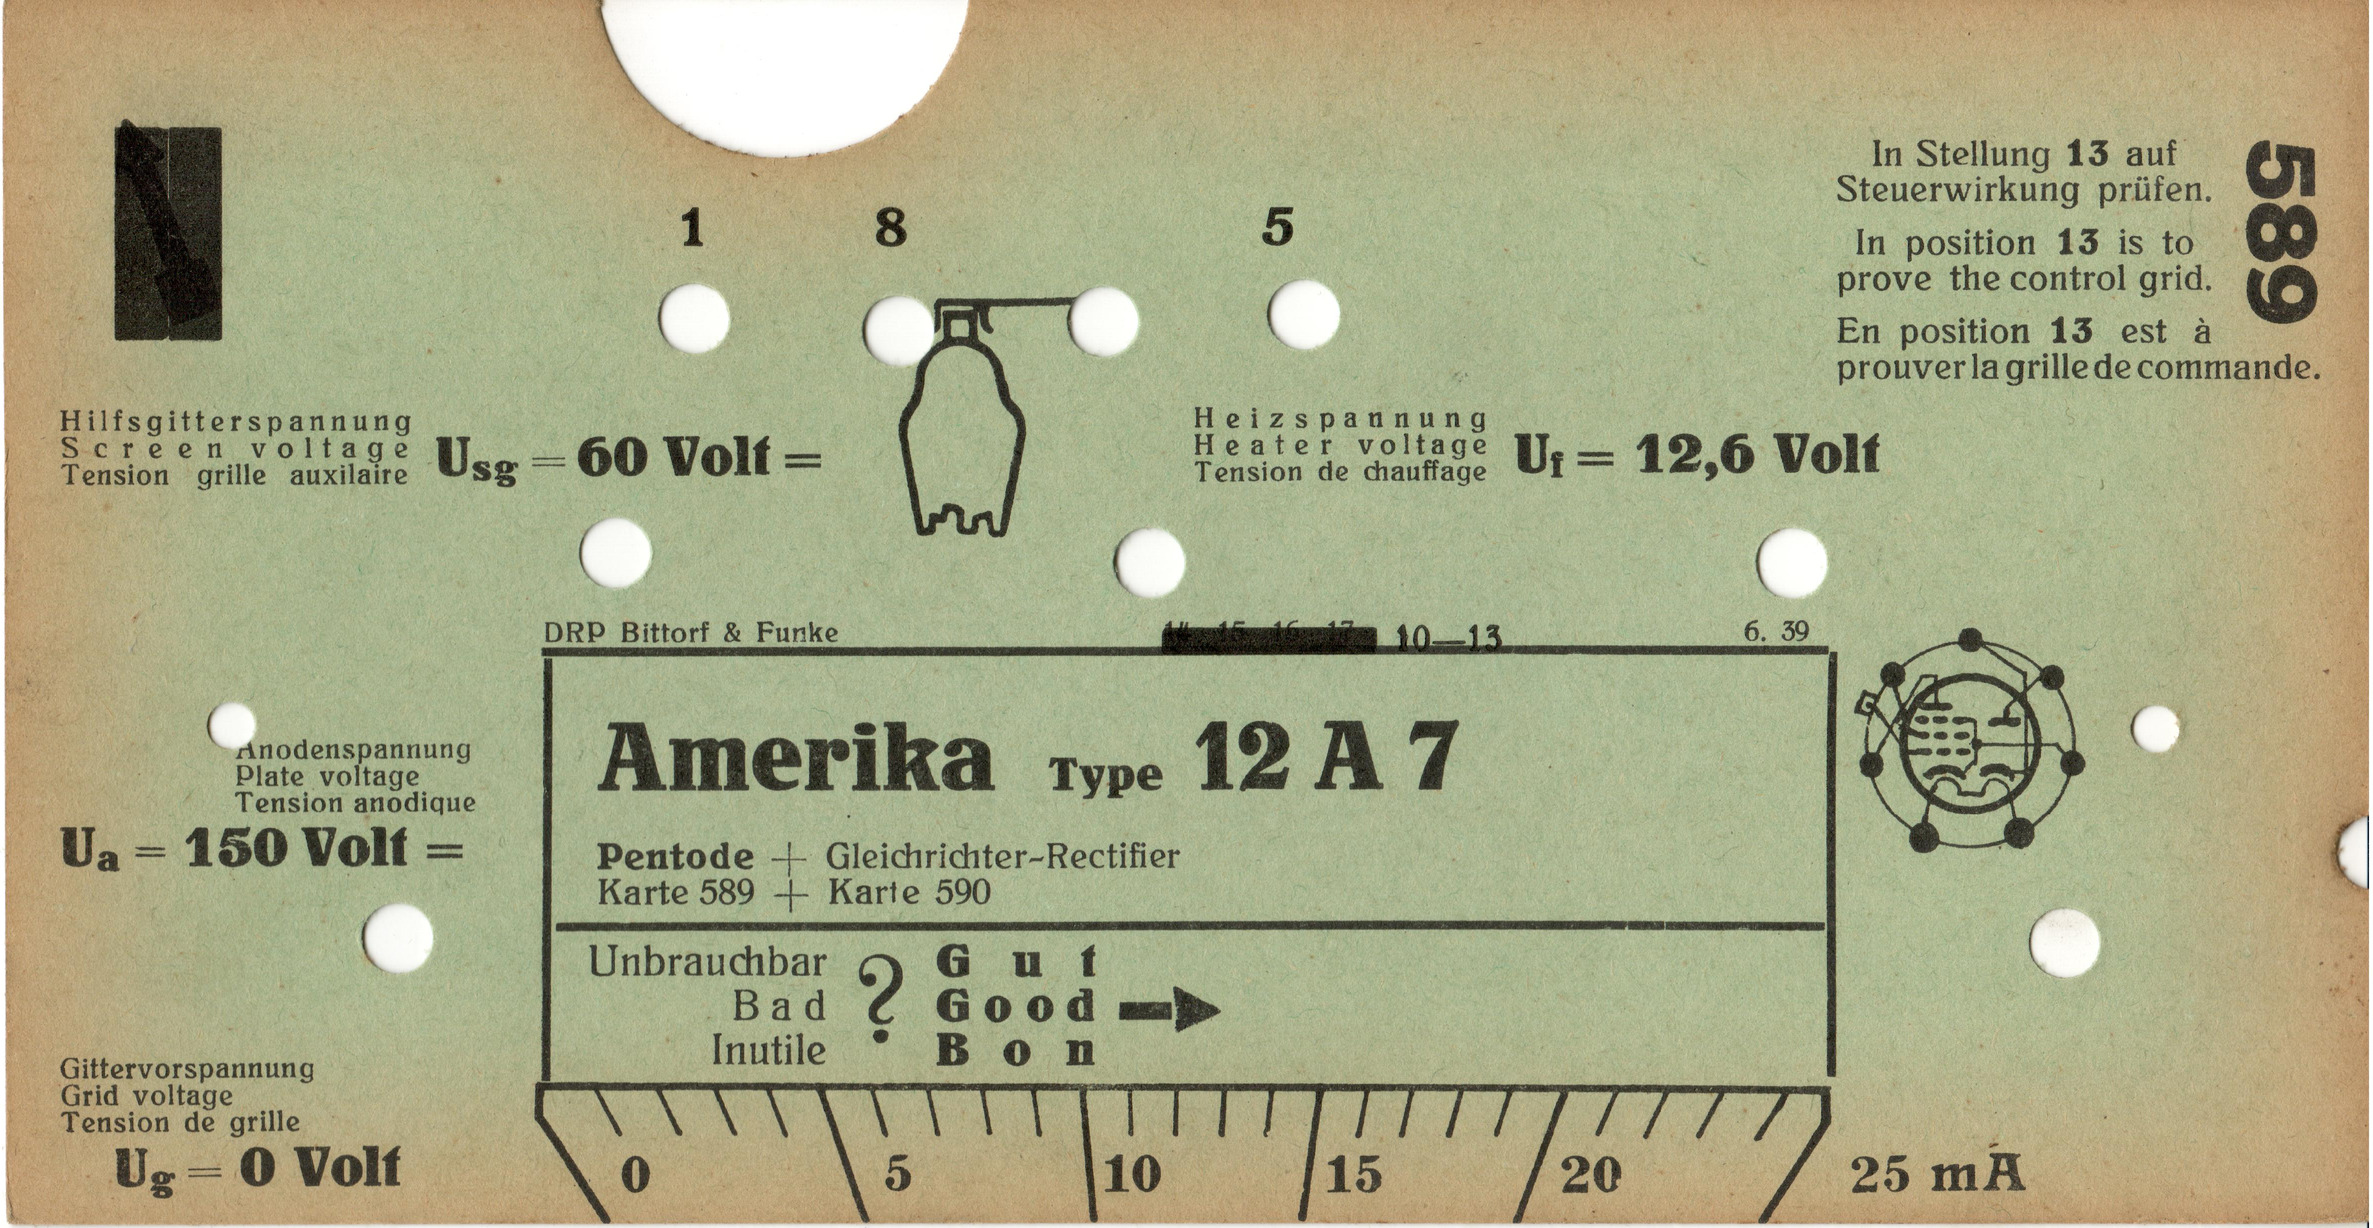 In Stellung 13 auf
Steuerwirkung prüfen.
In position 13 is to
prove the control grid.
En position 13 est à
prouver la grille de commande.
589
1 8 5
Hilfsgitterspannung
Screen voltage
Tension grille auxilaire
Usg = 60 Volt =
Heizspannung
Heater voltage
Tension de chauffage
Uf = 12,6 Volt
DRP Bittorf & Funke
14 15 16 17 10—13
6. 39
Anodenspannung
Plate voltage
Tension anodique
Ua = 150 Volt =
Amerika Type 12 A 7
Pentode + Gleichrichter-Rectifier
Karte 589 + Karte 590
Unbrauchbar
Bad
Inutile
?
Gut
Good
Bon
Gittervorspannung
Grid voltage
Tension de grille
Ug = 0 Volt
0 5 10 15 20 25 mA
G